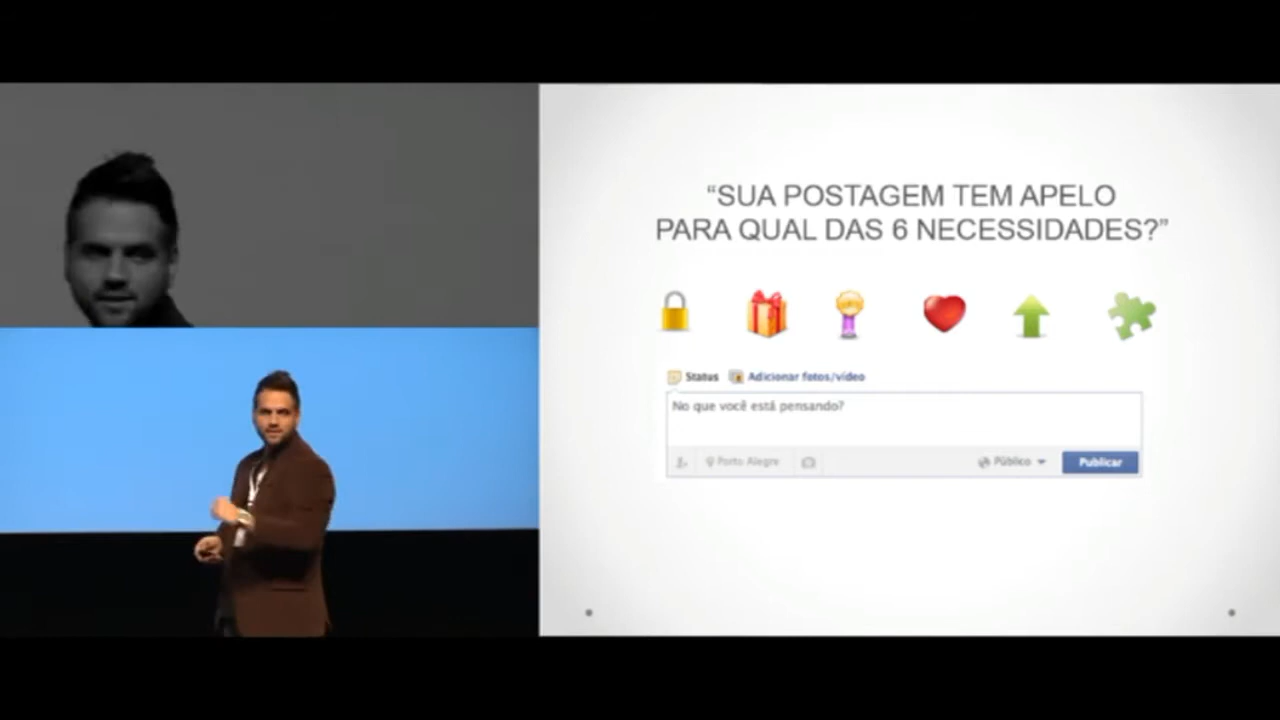 “SUA POSTAGEM TEM APELO
PARA QUAL DAS 6 NECESSIDADES?”
Status Adicionar fotos/vídeo
No que você está pensando?
Porto Alegre Público Publicar